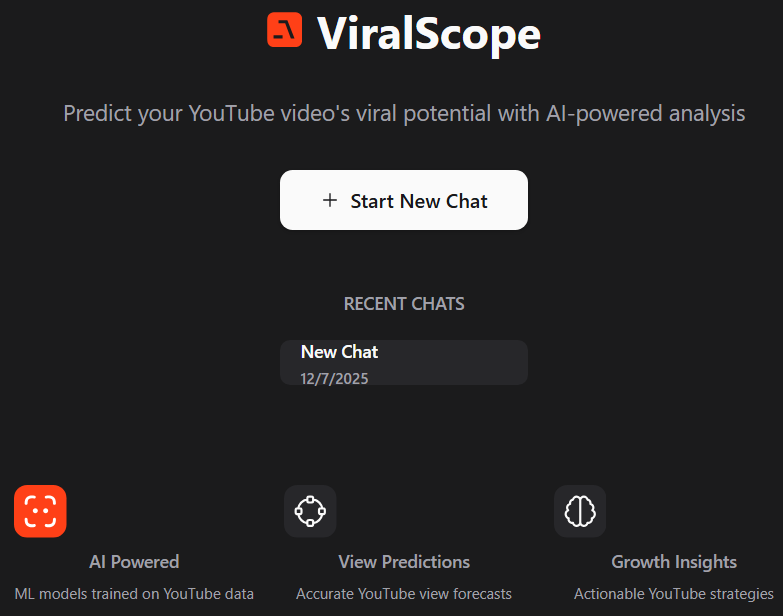 ViralScope
Predict your YouTube video's viral potential with AI-powered analysis
+ Start New Chat
RECENT CHATS
New Chat
12/7/2025
AI Powered
ML models trained on YouTube data
View Predictions
Accurate YouTube view forecasts
Growth Insights
Actionable YouTube strategies